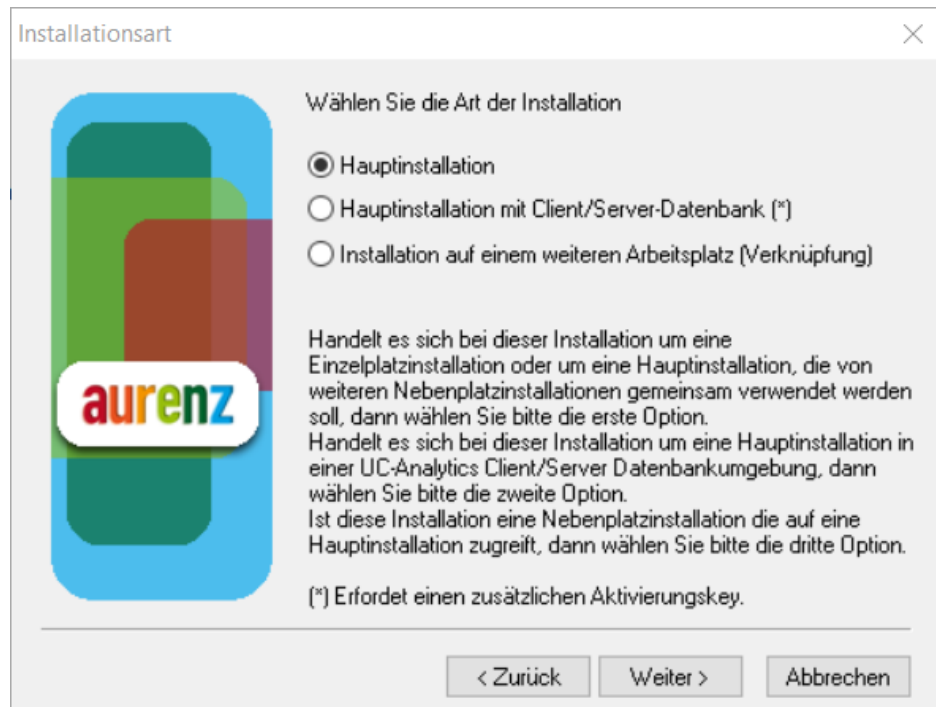 Installationsart
Wählen Sie die Art der Installation
Hauptinstallation
Hauptinstallation mit Client/Server-Datenbank (*)
Installation auf einem weiteren Arbeitsplatz (Verknüpfung)
Handelt es sich bei dieser Installation um eine
Einzelplatzinstallation oder um eine Hauptinstallation, die von
weiteren Nebenplatzinstallationen gemeinsam verwendet werden
soll, dann wählen Sie bitte die erste Option.
Handelt es sich bei dieser Installation um eine Hauptinstallation in
einer UC-Analytics Client/Server Datenbankumgebung, dann
wählen Sie bitte die zweite Option.
Ist diese Installation eine Nebenplatzinstallation die auf eine
Hauptinstallation zugreift, dann wählen Sie bitte die dritte Option.
(*) Erfordet einen zusätzlichen Aktivierungskey.
aurenz
< Zurück
Weiter >
Abbrechen